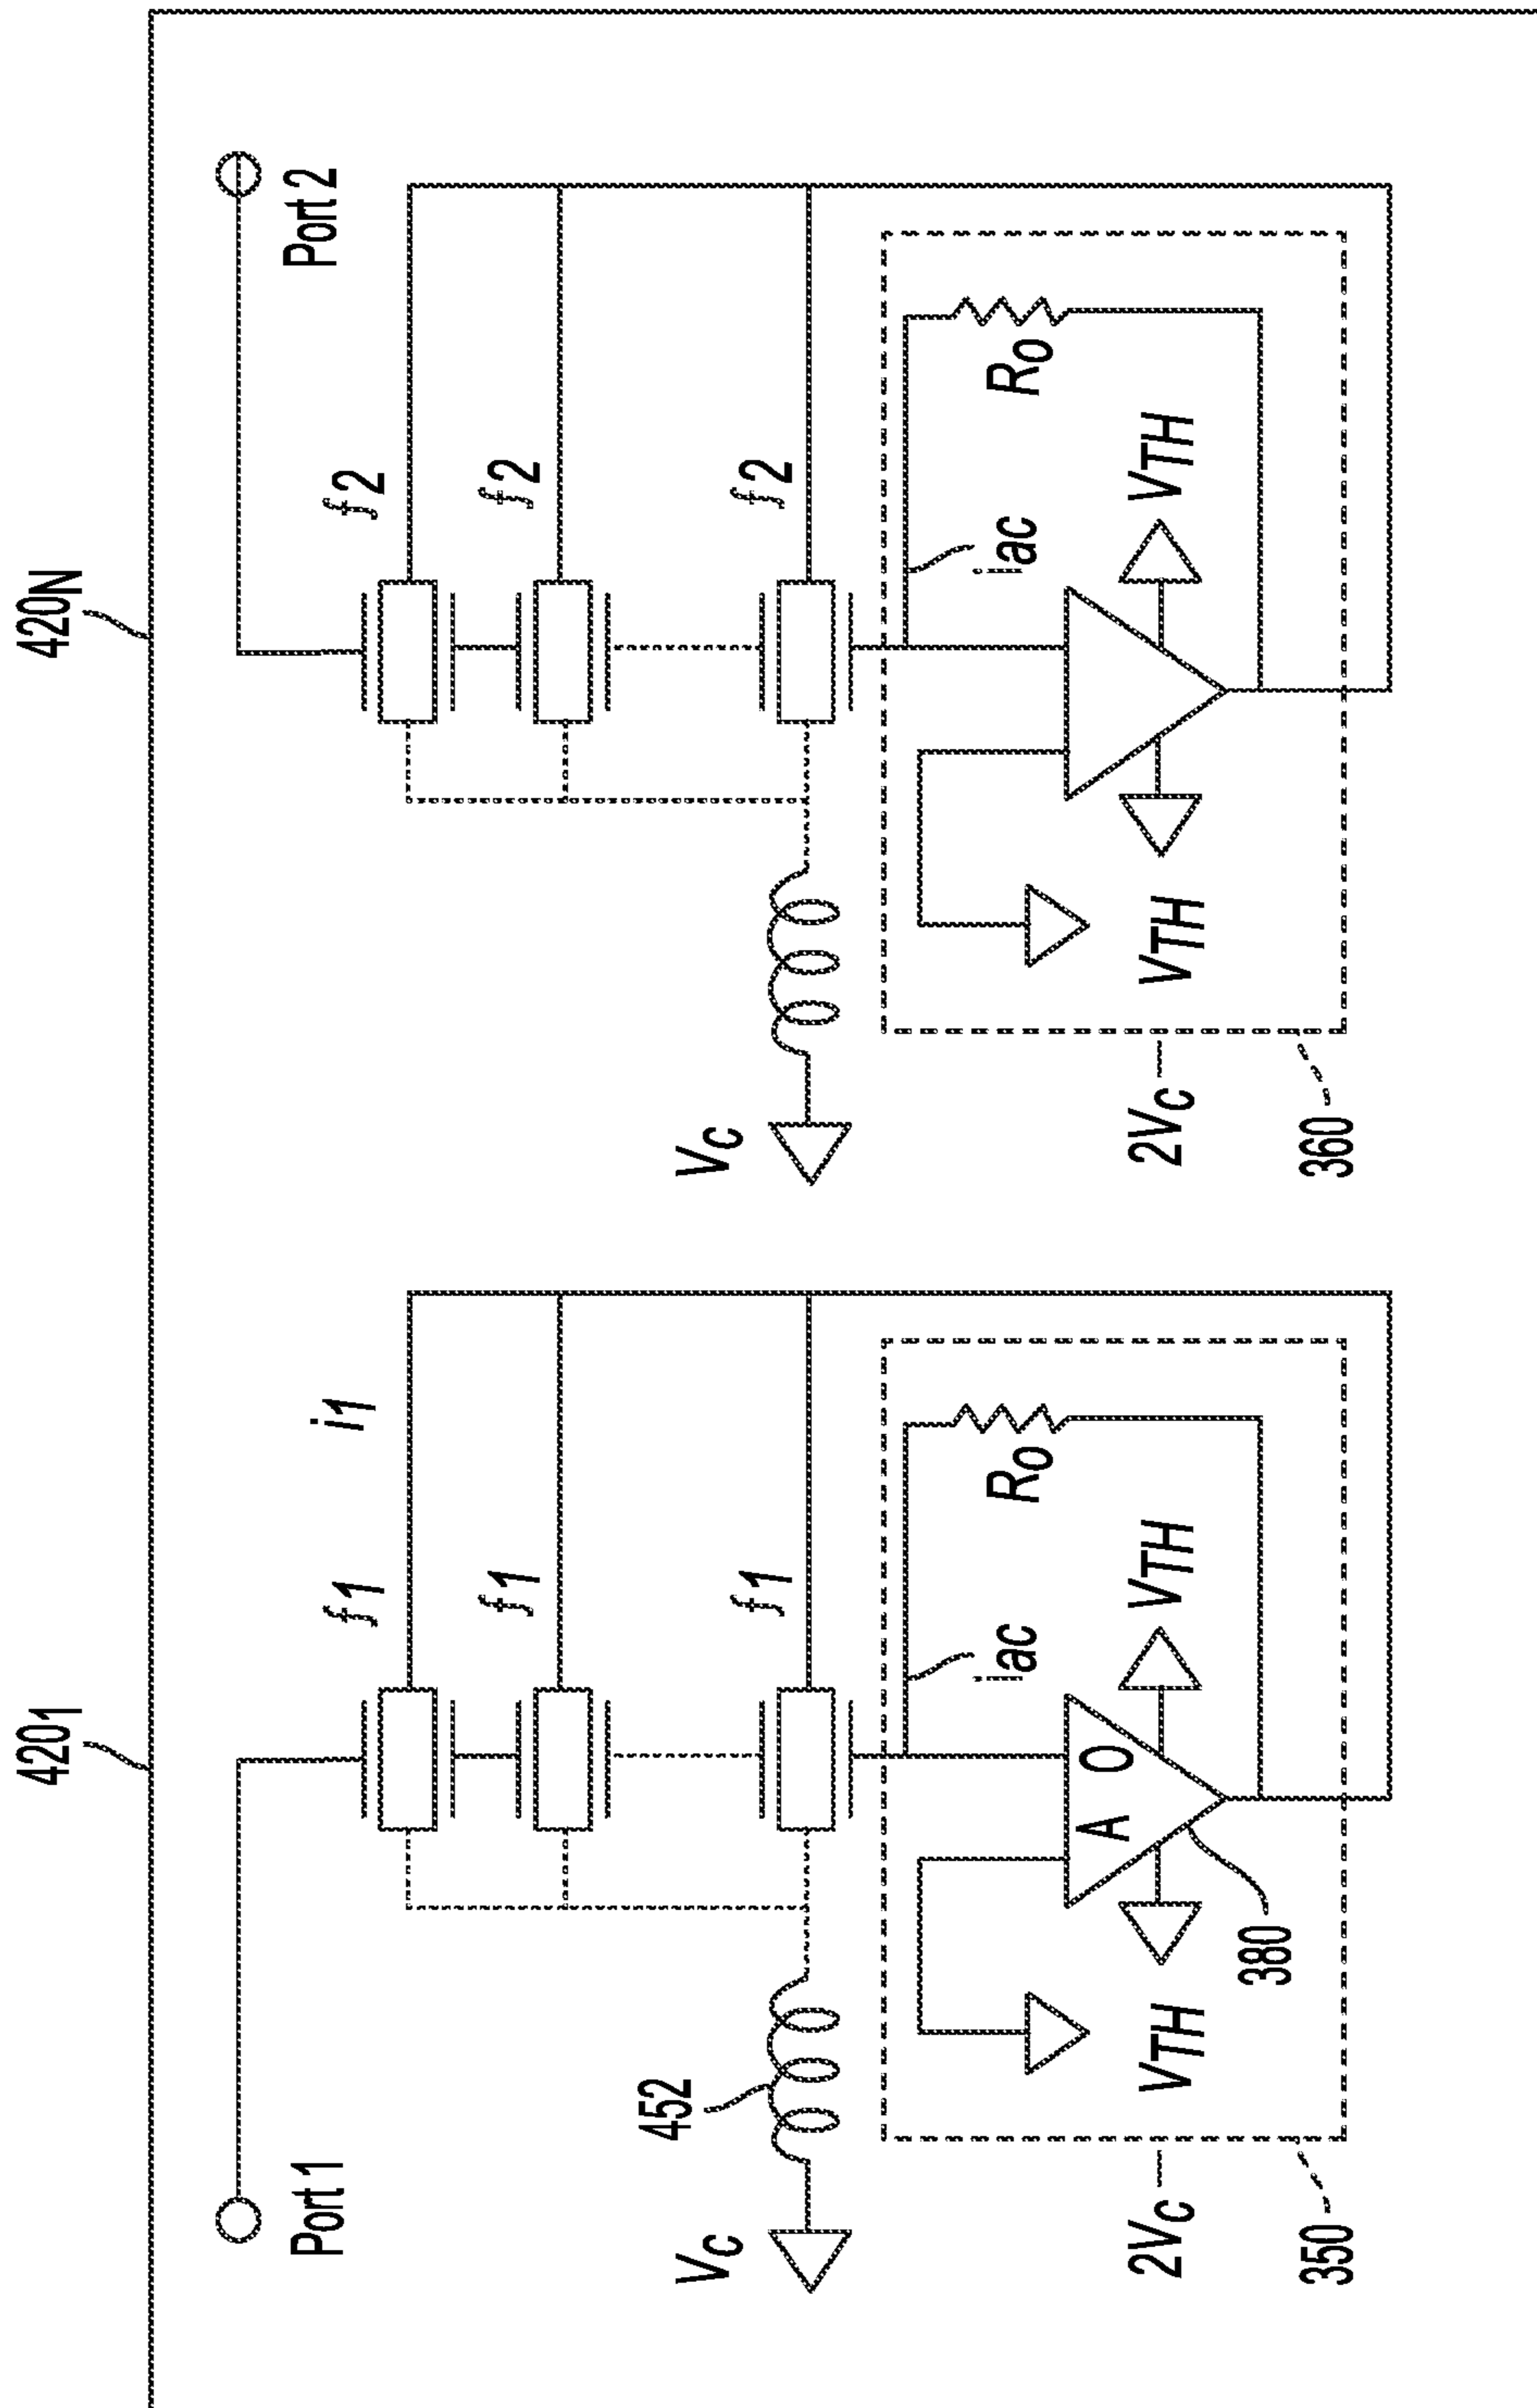 420₁
420N
Port 1
Port 2
i1
f1
f2
f1
f2
f1
f2
452
VC
VC
iac
RO
iac
RO
A O
VTH
VTH
VTH
VTH
380
2VC
2VC
350
360